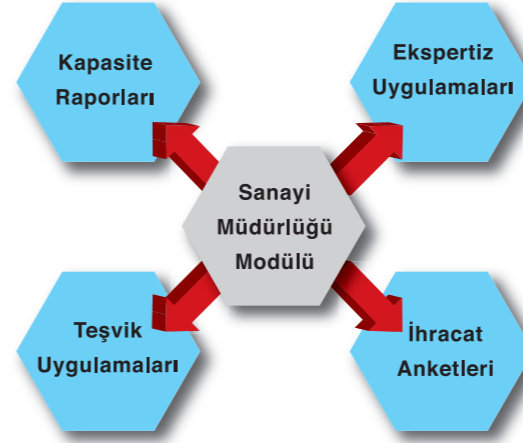 Kapasite
Raporları
Ekspertiz
Uygulamaları
Sanayi
Müdürlüğü
Modülü
Teşvik
Uygulamaları
İhracat
Anketleri